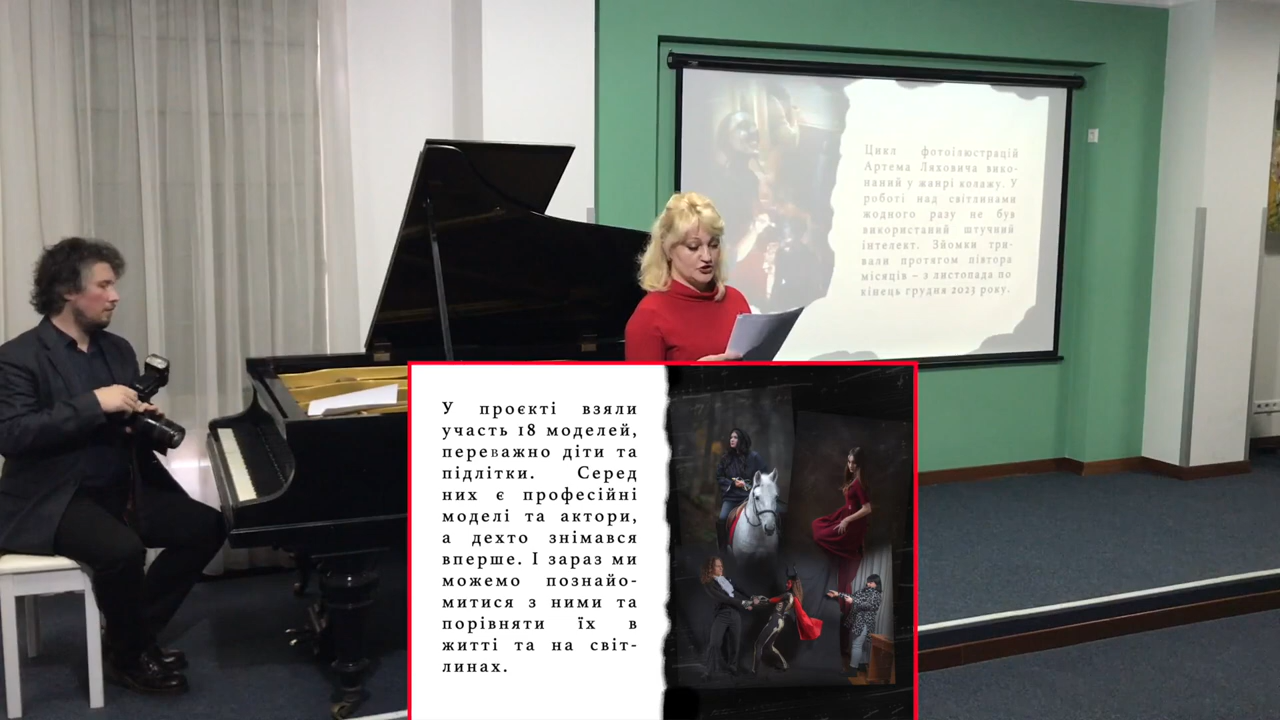 Цикл фотоілюстрацій
Артема Ляховича вико-
наний у жанрі колажу. У
роботі над світлинами
жодного разу не був
використаний штучний
інтелект. Зйомки три-
вали протягом півтора
місяців – з листопада по
кінець грудня 2023 року.
У проєкті взяли
участь 18 моделей,
переважно діти та
підлітки. Серед
них є професійні
моделі та актори,
а дехто знімався
вперше. І зараз ми
можемо познайо-
митися з ними та
порівняти їх в
житті та на світ-
линах.